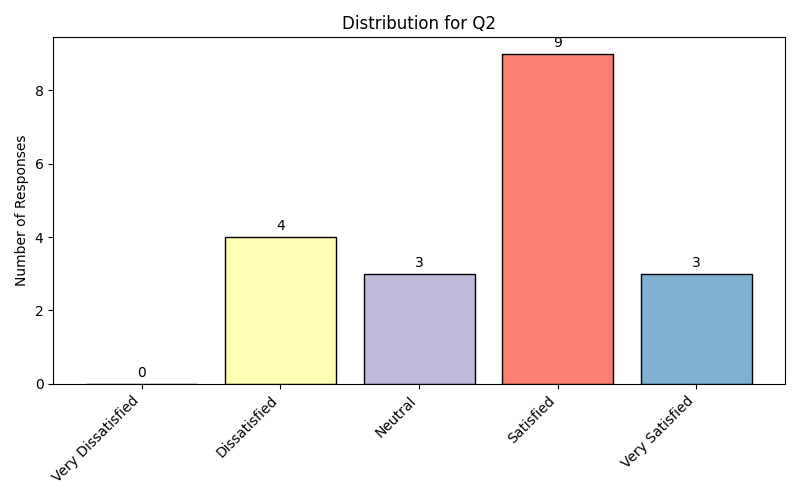 Distribution for Q2
Number of Responses
8
6
4
2
0
0
4
3
9
3
Very Dissatisfied
Dissatisfied
Neutral
Satisfied
Very Satisfied